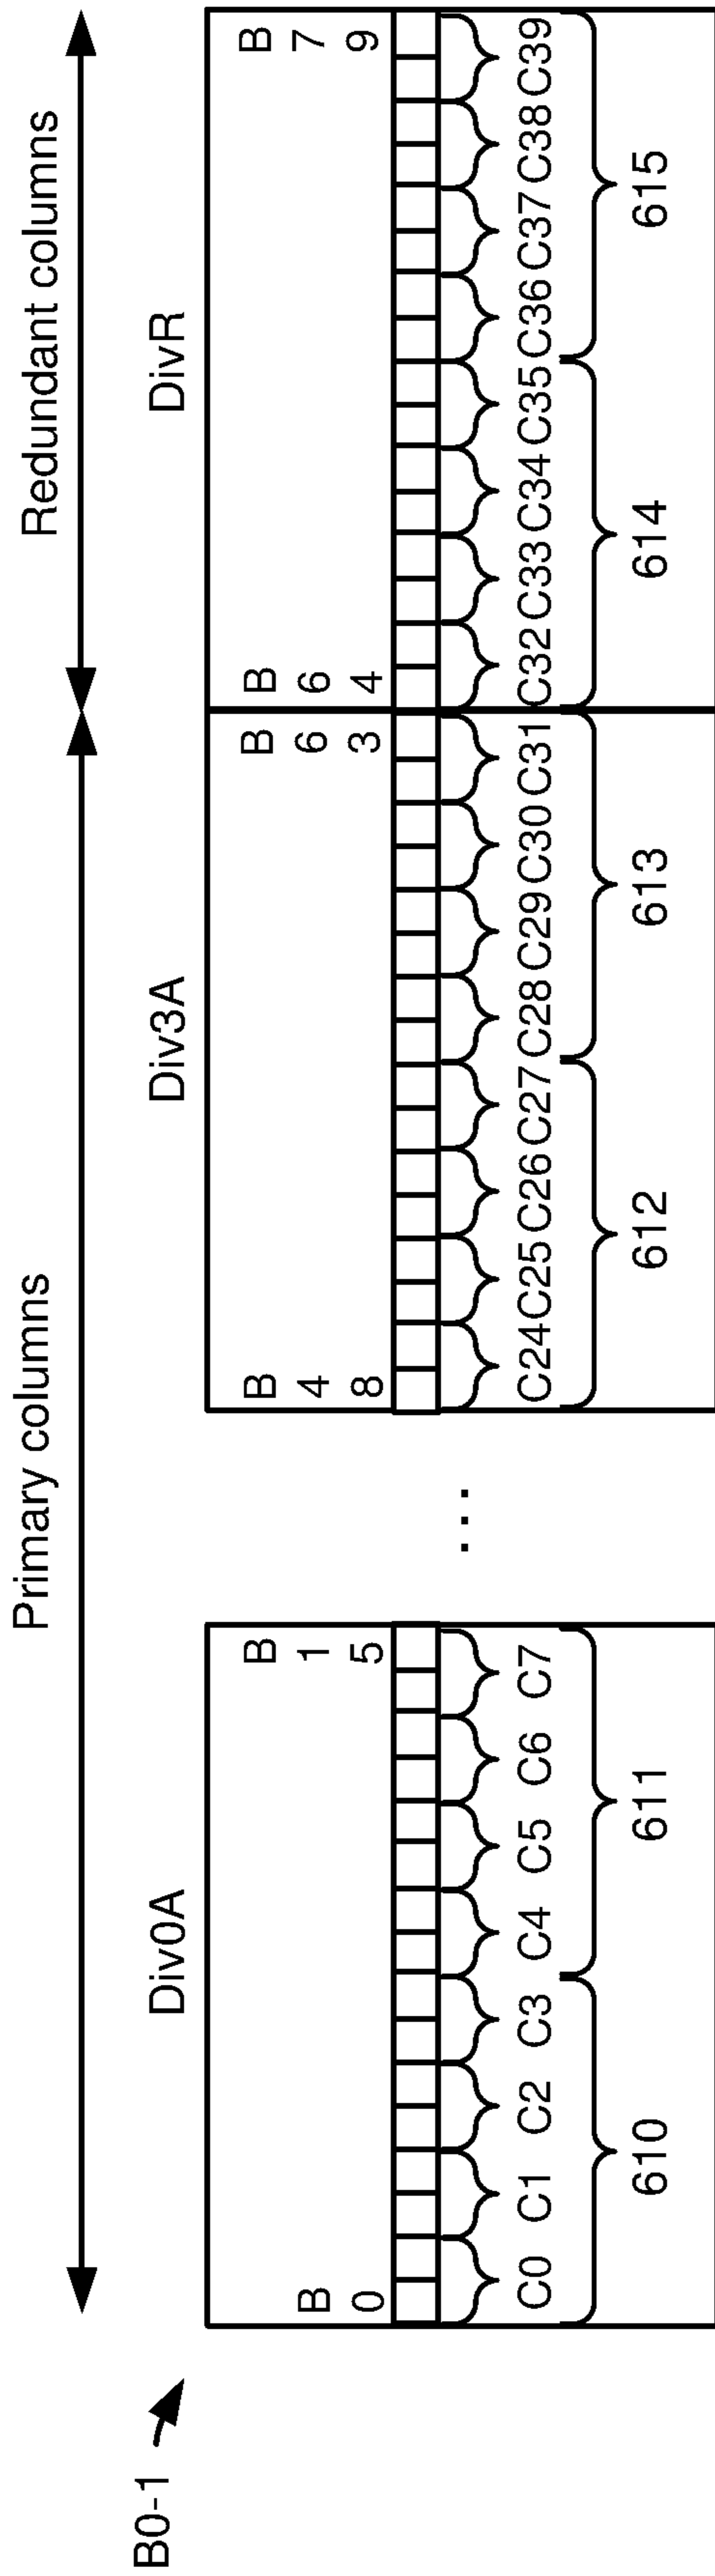 Primary columns
Redundant columns
B0-1
Div0A
Div3A
DivR
B 0
B 15
B 48
B 63
B 64
B 79
...
C0 C1 C2 C3 C4 C5 C6 C7
C24 C25 C26 C27 C28 C29 C30 C31
C32 C33 C34 C35 C36 C37 C38 C39
610 611 612 613 614 615